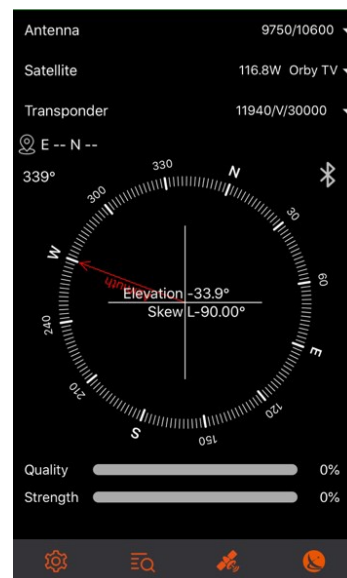 Antenna 9750/10600
Satellite 116.8W Orby TV
Transponder 11940/V/30000
E -- N --
339°
330
N
30
60
E
120
150
S
210
240
W
300
Azimuth
Elevation -33.9°
Skew L-90.00°
Quality 0%
Strength 0%